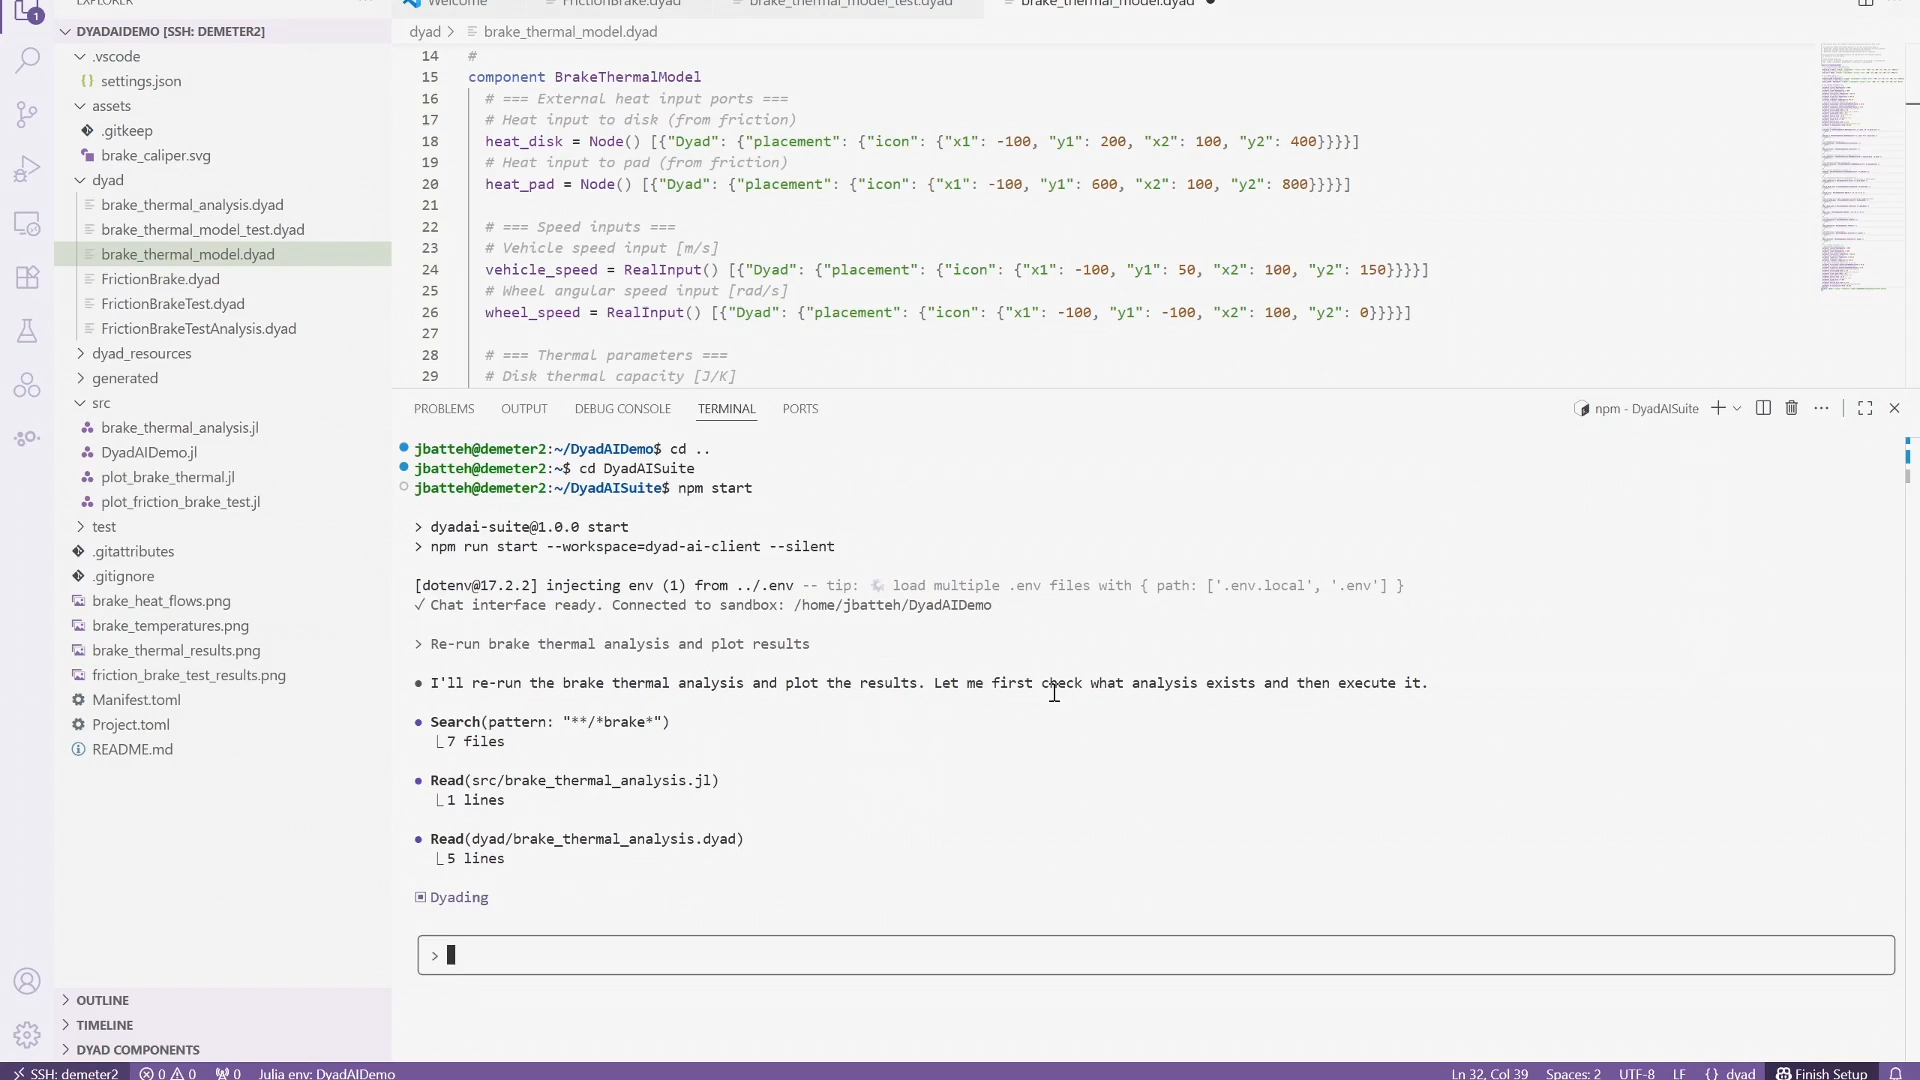 EXPLORER
Welcome
FrictionBrake.dyad
brake_thermal_model_test.dyad
brake_thermal_model.dyad
1
DYADAIDEMO [SSH: DEMETER2]
.vscode
settings.json
assets
.gitkeep
brake_caliper.svg
dyad
brake_thermal_analysis.dyad
brake_thermal_model_test.dyad
brake_thermal_model.dyad
FrictionBrake.dyad
FrictionBrakeTest.dyad
FrictionBrakeTestAnalysis.dyad
dyad_resources
generated
src
brake_thermal_analysis.jl
DyadAIDemo.jl
plot_brake_thermal.jl
plot_friction_brake_test.jl
test
.gitattributes
.gitignore
brake_heat_flows.png
brake_temperatures.png
brake_thermal_results.png
friction_brake_test_results.png
Manifest.toml
Project.toml
README.md
OUTLINE
TIMELINE
DYAD COMPONENTS
dyad > brake_thermal_model.dyad
14 #
15 component BrakeThermalModel
16 # === External heat input ports ===
17 # Heat input to disk (from friction)
18 heat_disk = Node() [{"Dyad": {"placement": {"icon": {"x1": -100, "y1": 200, "x2": 100, "y2": 400}}}}]
19 # Heat input to pad (from friction)
20 heat_pad = Node() [{"Dyad": {"placement": {"icon": {"x1": -100, "y1": 600, "x2": 100, "y2": 800}}}}]
21
22 # === Speed inputs ===
23 # Vehicle speed input [m/s]
24 vehicle_speed = RealInput() [{"Dyad": {"placement": {"icon": {"x1": -100, "y1": 50, "x2": 100, "y2": 150}}}}]
25 # Wheel angular speed input [rad/s]
26 wheel_speed = RealInput() [{"Dyad": {"placement": {"icon": {"x1": -100, "y1": -100, "x2": 100, "y2": 0}}}}]
27
28 # === Thermal parameters ===
29 # Disk thermal capacity [J/K]
PROBLEMS OUTPUT DEBUG CONSOLE TERMINAL PORTS
npm - DyadAISuite
jbatteh@demeter2:~/DyadAIDemo$ cd ..
jbatteh@demeter2:~$ cd DyadAISuite
jbatteh@demeter2:~/DyadAISuite$ npm start
> dyadai-suite@1.0.0 start
> npm run start --workspace=dyad-ai-client --silent
[dotenv@17.2.2] injecting env (1) from ../.env -- tip: ⚙️ load multiple .env files with { path: ['.env.local', '.env'] }
✓ Chat interface ready. Connected to sandbox: /home/jbatteh/DyadAIDemo
> Re-run brake thermal analysis and plot results
● I'll re-run the brake thermal analysis and plot the results. Let me first check what analysis exists and then execute it.
● Search(pattern: "**/*brake*")
⎣7 files
● Read(src/brake_thermal_analysis.jl)
⎣1 lines
● Read(dyad/brake_thermal_analysis.dyad)
⎣5 lines
▣ Dyading
>
SSH: demeter2 0 0 0 Julia env: DyadAIDemo
Ln 32, Col 39 Spaces: 2 UTF-8 LF {} dyad Finish Setup